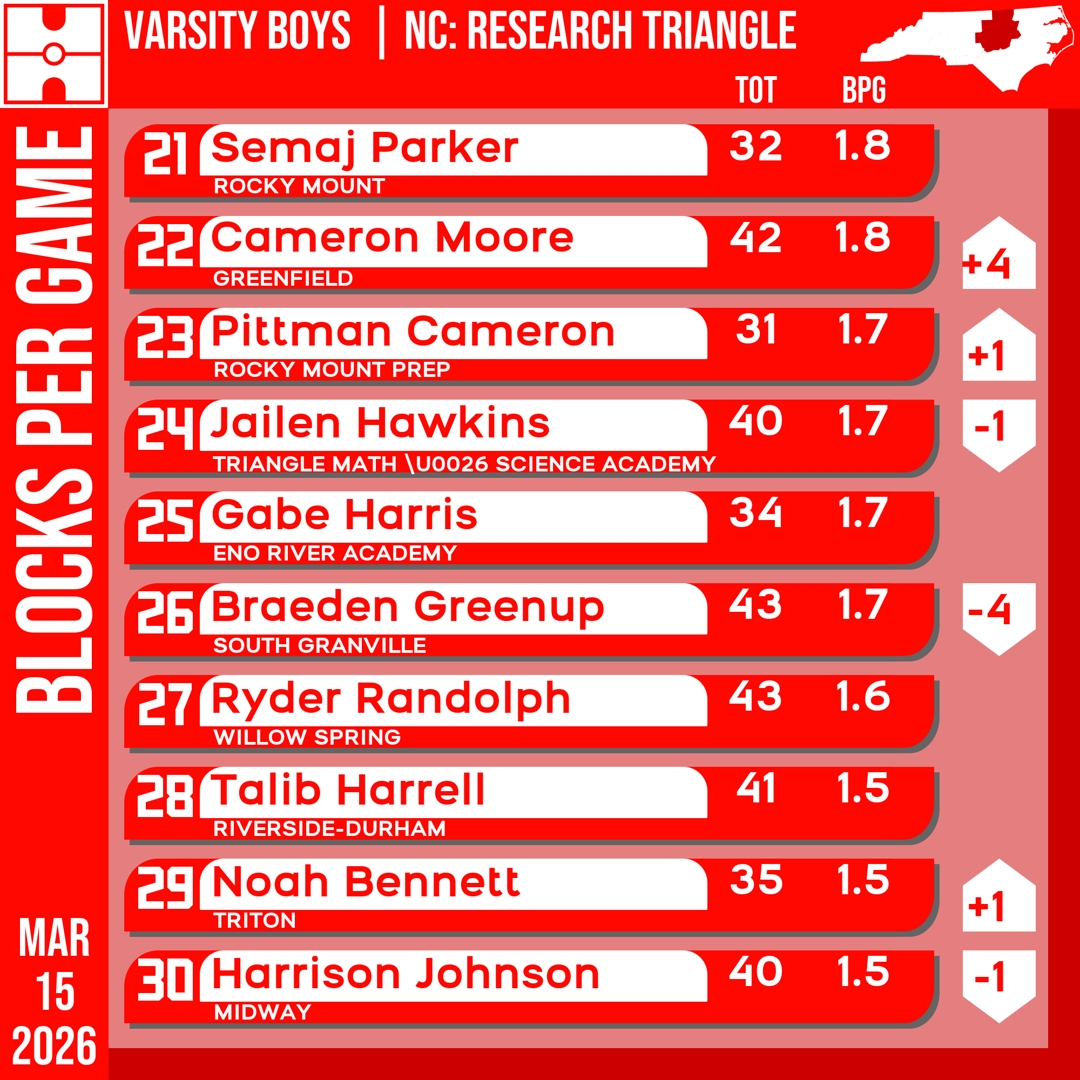 VARSITY BOYS | NC: RESEARCH TRIANGLE
TOT BPG
BLOCKS PER GAME
21 Semaj Parker 32 1.8
ROCKY MOUNT
22 Cameron Moore 42 1.8 +4
GREENFIELD
23 Pittman Cameron 31 1.7 +1
ROCKY MOUNT PREP
24 Jailen Hawkins 40 1.7 -1
TRIANGLE MATH \U0026 SCIENCE ACADEMY
25 Gabe Harris 34 1.7
ENO RIVER ACADEMY
26 Braeden Greenup 43 1.7 -4
SOUTH GRANVILLE
27 Ryder Randolph 43 1.6
WILLOW SPRING
28 Talib Harrell 41 1.5
RIVERSIDE-DURHAM
29 Noah Bennett 35 1.5 +1
TRITON
30 Harrison Johnson 40 1.5 -1
MIDWAY
MAR
15
2026